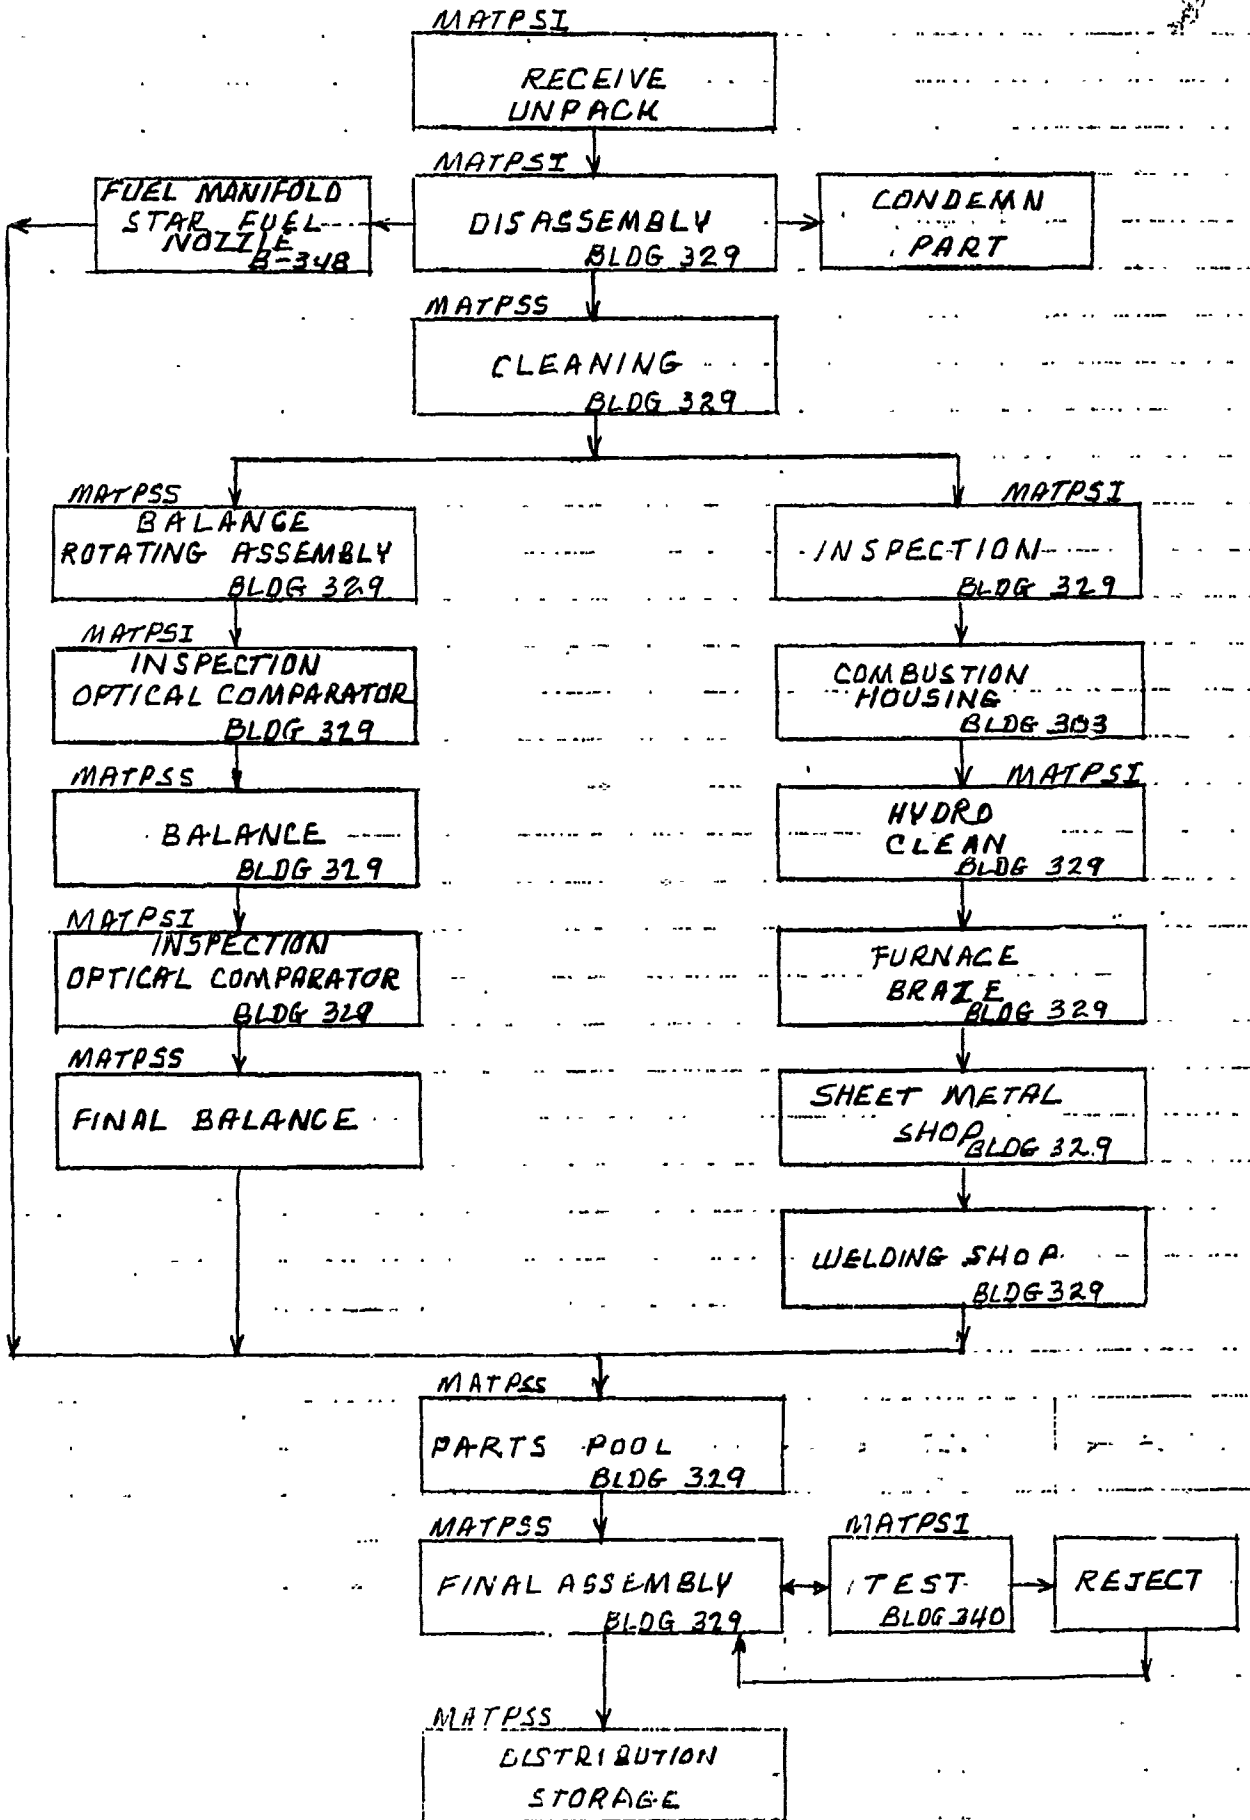 MATPSI
RECEIVE
UNPACK
MATPSI
FUEL MANIFOLD
STAR FUEL
NOZZLE
B-348
DISASSEMBLY
BLDG 329
CONDEMN
PART
MATPSS
CLEANING
BLDG 329
MATPSS
BALANCE
ROTATING ASSEMBLY
BLDG 329
MATPSI
INSPECTION
OPTICAL COMPARATOR
BLDG 329
MATPSS
BALANCE
BLDG 329
MATPSI
INSPECTION
OPTICAL COMPARATOR
BLDG 329
MATPSS
FINAL BALANCE
MATPSI
INSPECTION
BLDG 329
COMBUSTION
HOUSING
BLDG 303
MATPSI
HYDRO
CLEAN
BLDG 329
FURNACE
BRAZE
BLDG 329
SHEET METAL
SHOP
BLDG 329
WELDING SHOP
BLDG 329
MATPSS
PARTS POOL
BLDG 329
MATPSS
FINAL ASSEMBLY
BLDG 329
MATPSI
TEST
BLDG 340
REJECT
MATPSS
DISTRIBUTION
STORAGE